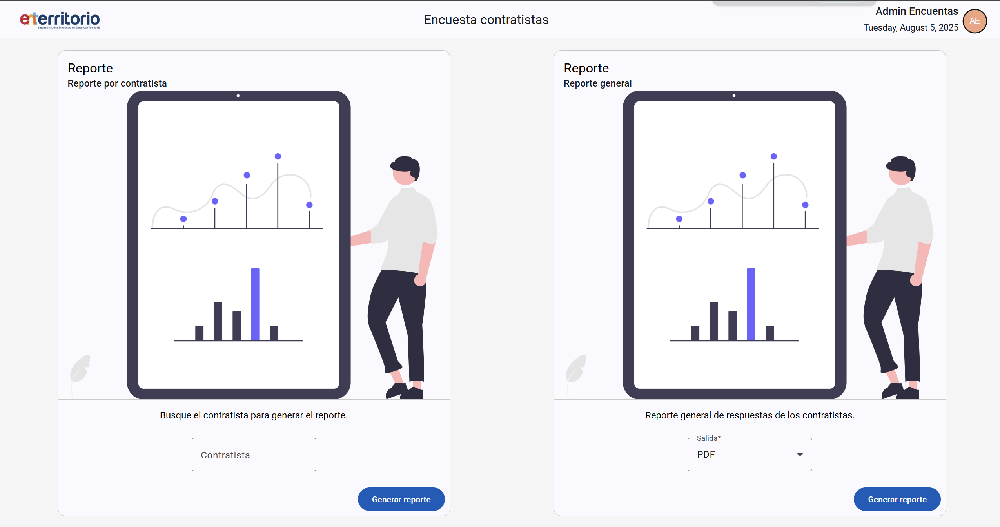 enterritorio
Empresa Nacional Promotora del Desarrollo Territorial
Encuesta contratistas
Admin Encuentas
Tuesday, August 5, 2025
AE
Reporte
Reporte por contratista
Busque el contratista para generar el reporte.
Contratista
Generar reporte
Reporte
Reporte general
Reporte general de respuestas de los contratistas.
Salida*
PDF
Generar reporte